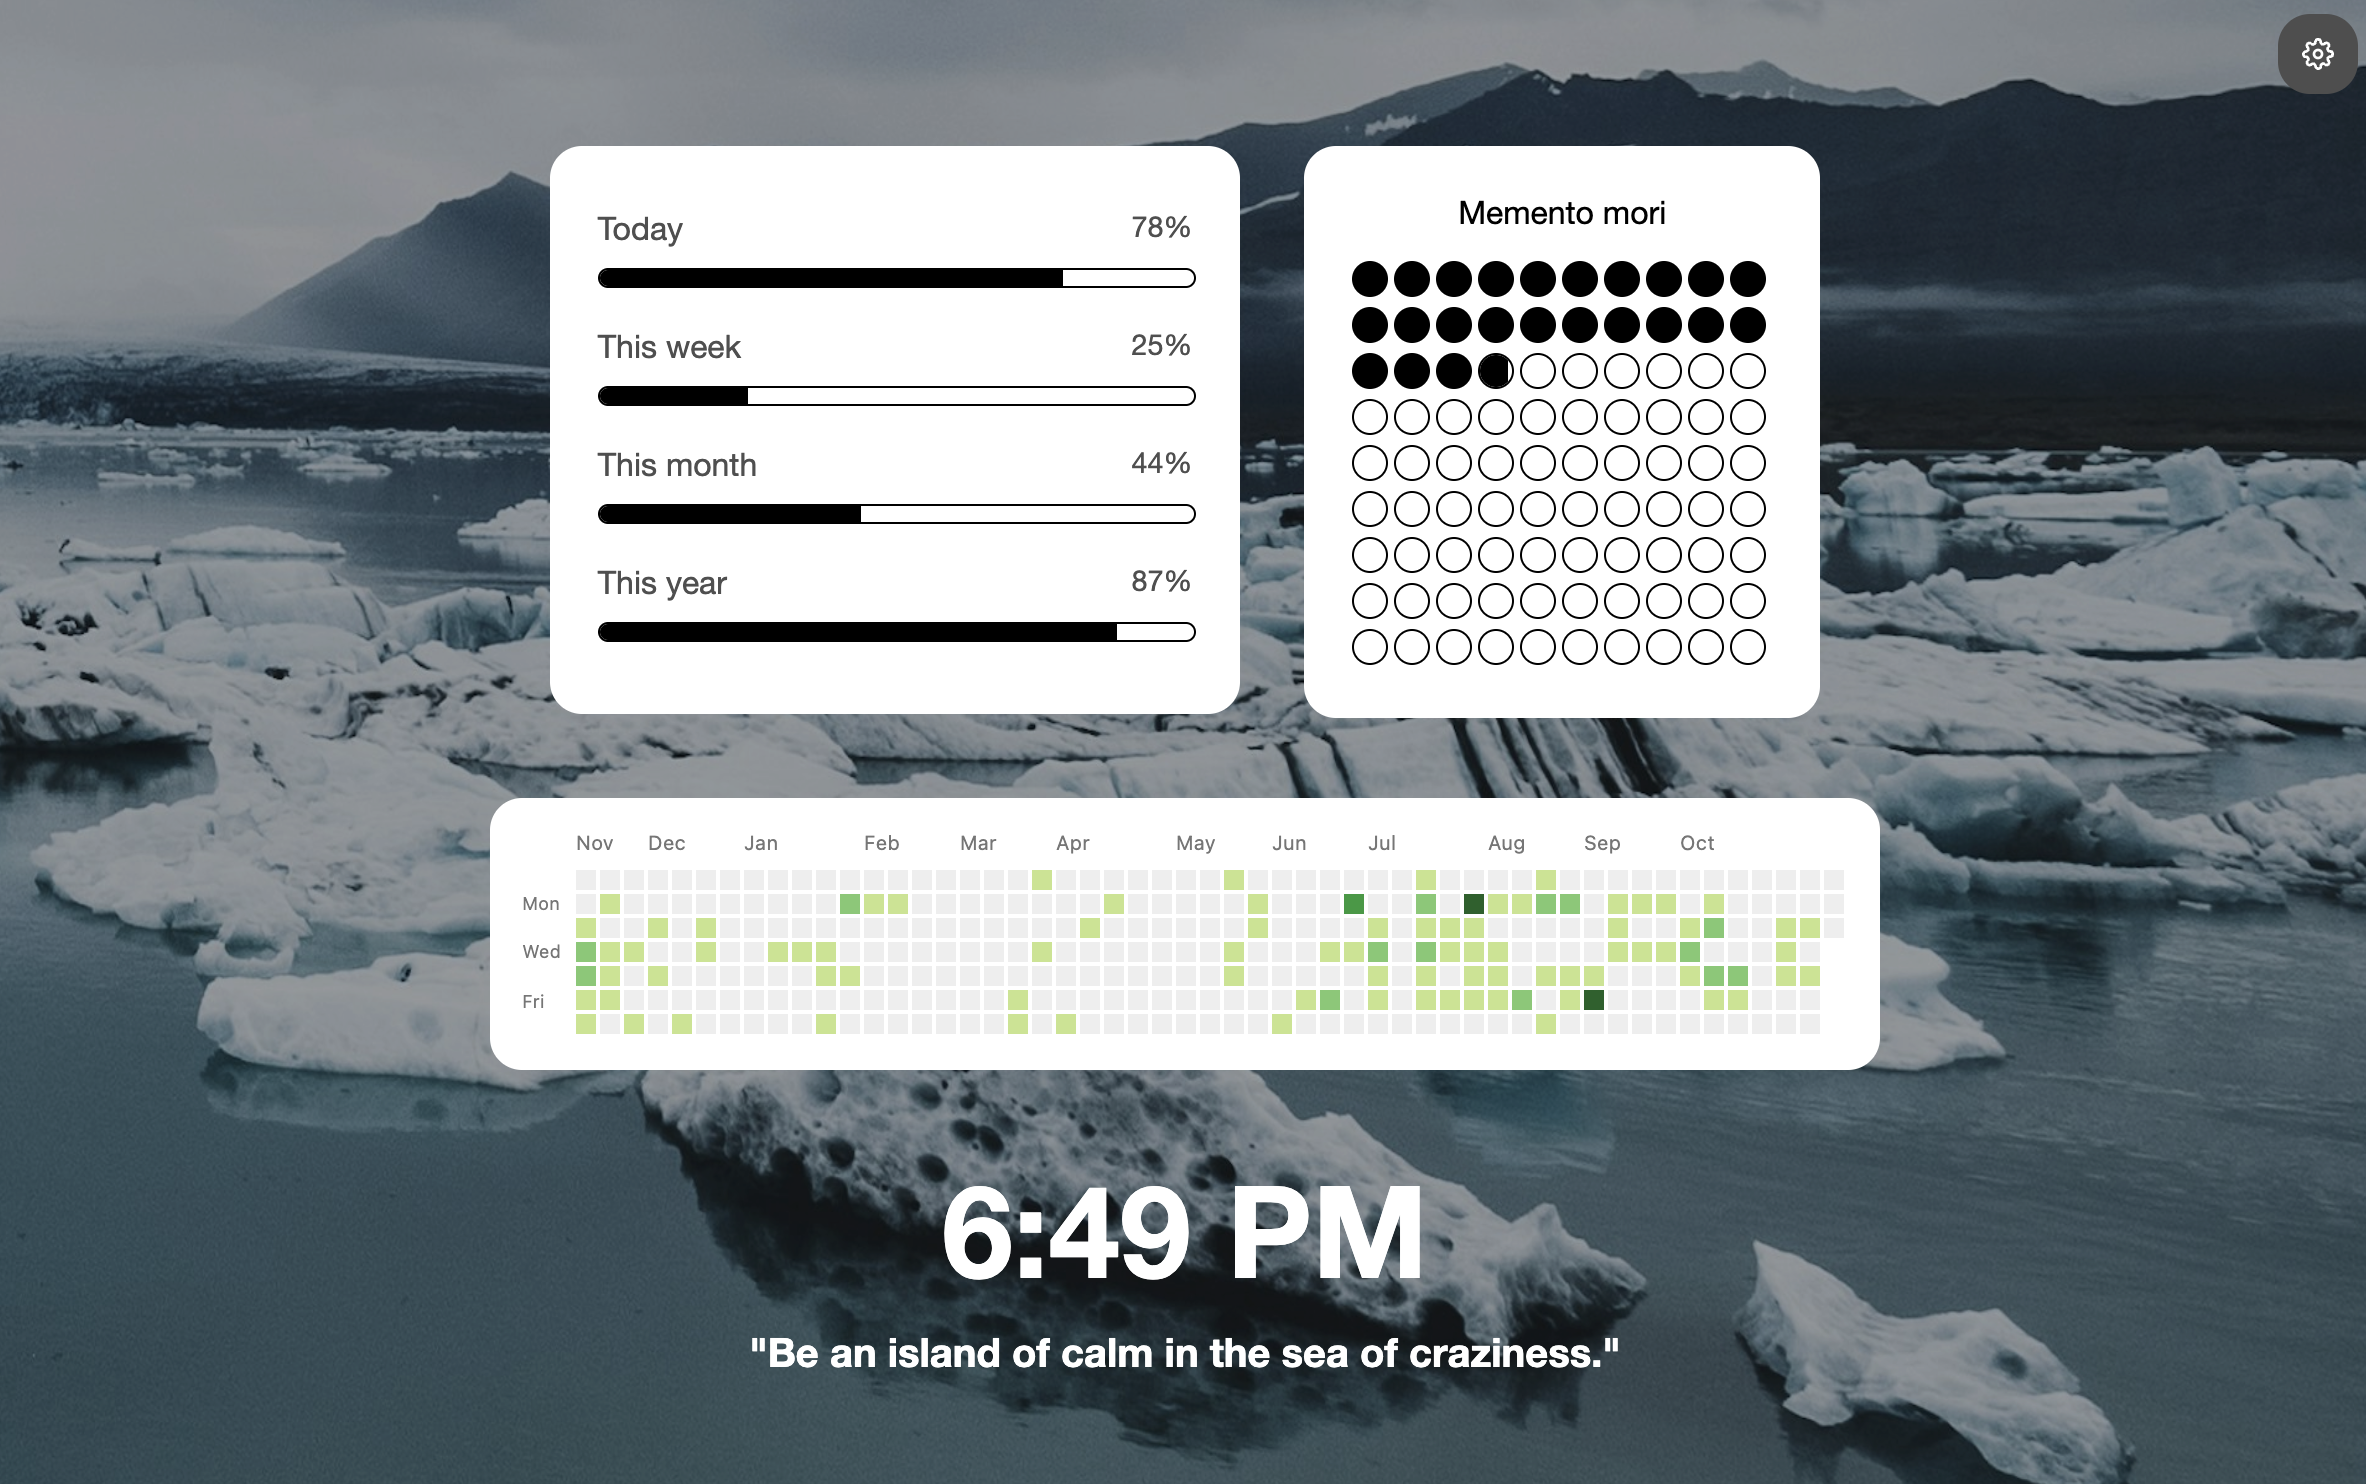 Today 78%
This week 25%
This month 44%
This year 87%
Memento mori
Nov Dec Jan Feb Mar Apr May Jun Jul Aug Sep Oct
Mon
Wed
Fri
6:49 PM
"Be an island of calm in the sea of craziness."